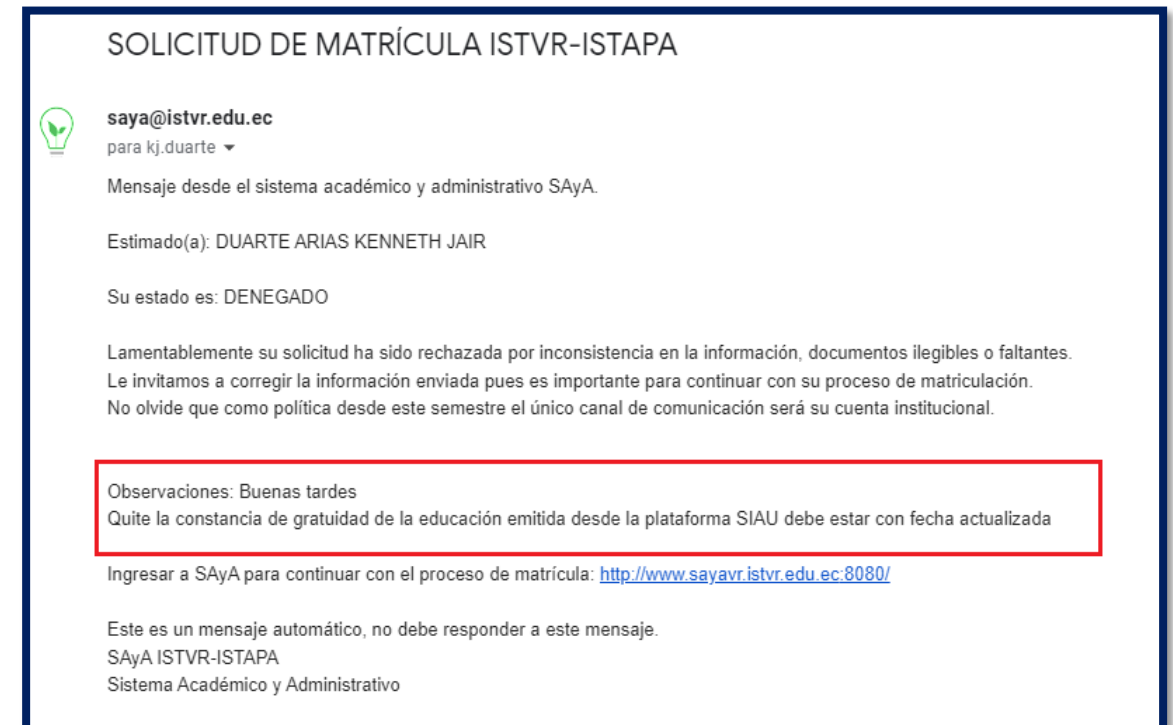 SOLICITUD DE MATRÍCULA ISTVR-ISTAPA
saya@istvr.edu.ec
para kj.duarte
Mensaje desde el sistema académico y administrativo SAyA.
Estimado(a): DUARTE ARIAS KENNETH JAIR
Su estado es: DENEGADO
Lamentablemente su solicitud ha sido rechazada por inconsistencia en la información, documentos ilegibles o faltantes.
Le invitamos a corregir la información enviada pues es importante para continuar con su proceso de matriculación.
No olvide que como política desde este semestre el único canal de comunicación será su cuenta institucional.
Observaciones: Buenas tardes
Quite la constancia de gratuidad de la educación emitida desde la plataforma SIAU debe estar con fecha actualizada
Ingresar a SAyA para continuar con el proceso de matrícula: http://www.sayavr.istvr.edu.ec:8080/
Este es un mensaje automático, no debe responder a este mensaje.
SAyA ISTVR-ISTAPA
Sistema Académico y Administrativo